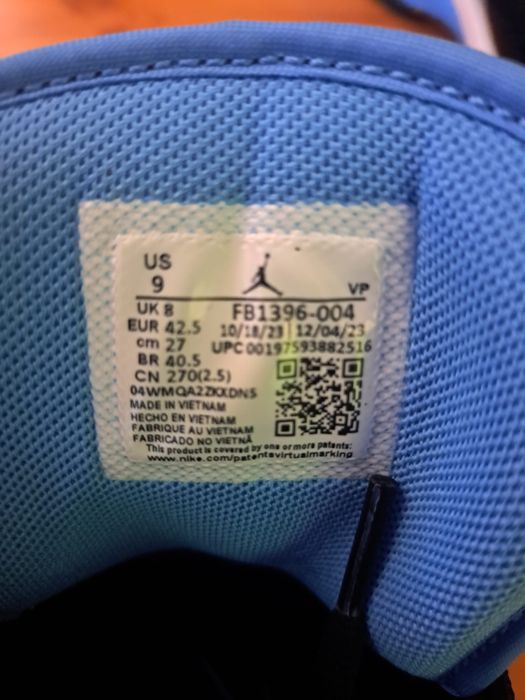 US
9
VP
UK 8 FB1396-004
EUR 42.5 10/18/23 12/04/23
cm 27 UPC 00197593882516
BR 40.5
CN 270(2.5)
04WMQA2ZKXDN5
MADE IN VIETNAM
HECHO EN VIETNAM
FABRIQUE AU VIETNAM
FABRICADO NO VIETNÃ
This product is covered by one or more patents:
www.nike.com/patentsvirtualmarking